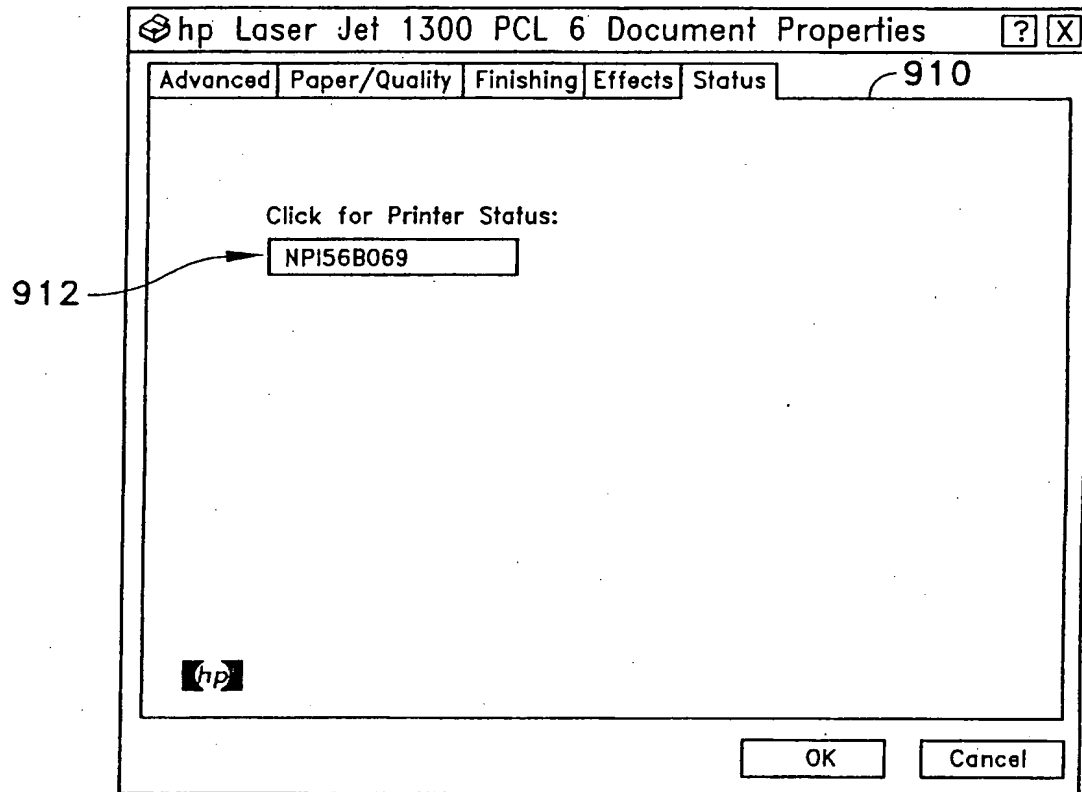 hp Laser Jet 1300 PCL 6 Document Properties ? X
Advanced Paper/Quality Finishing Effects Status 910
Click for Printer Status:
NPI56B069
912
hp
OK Cancel